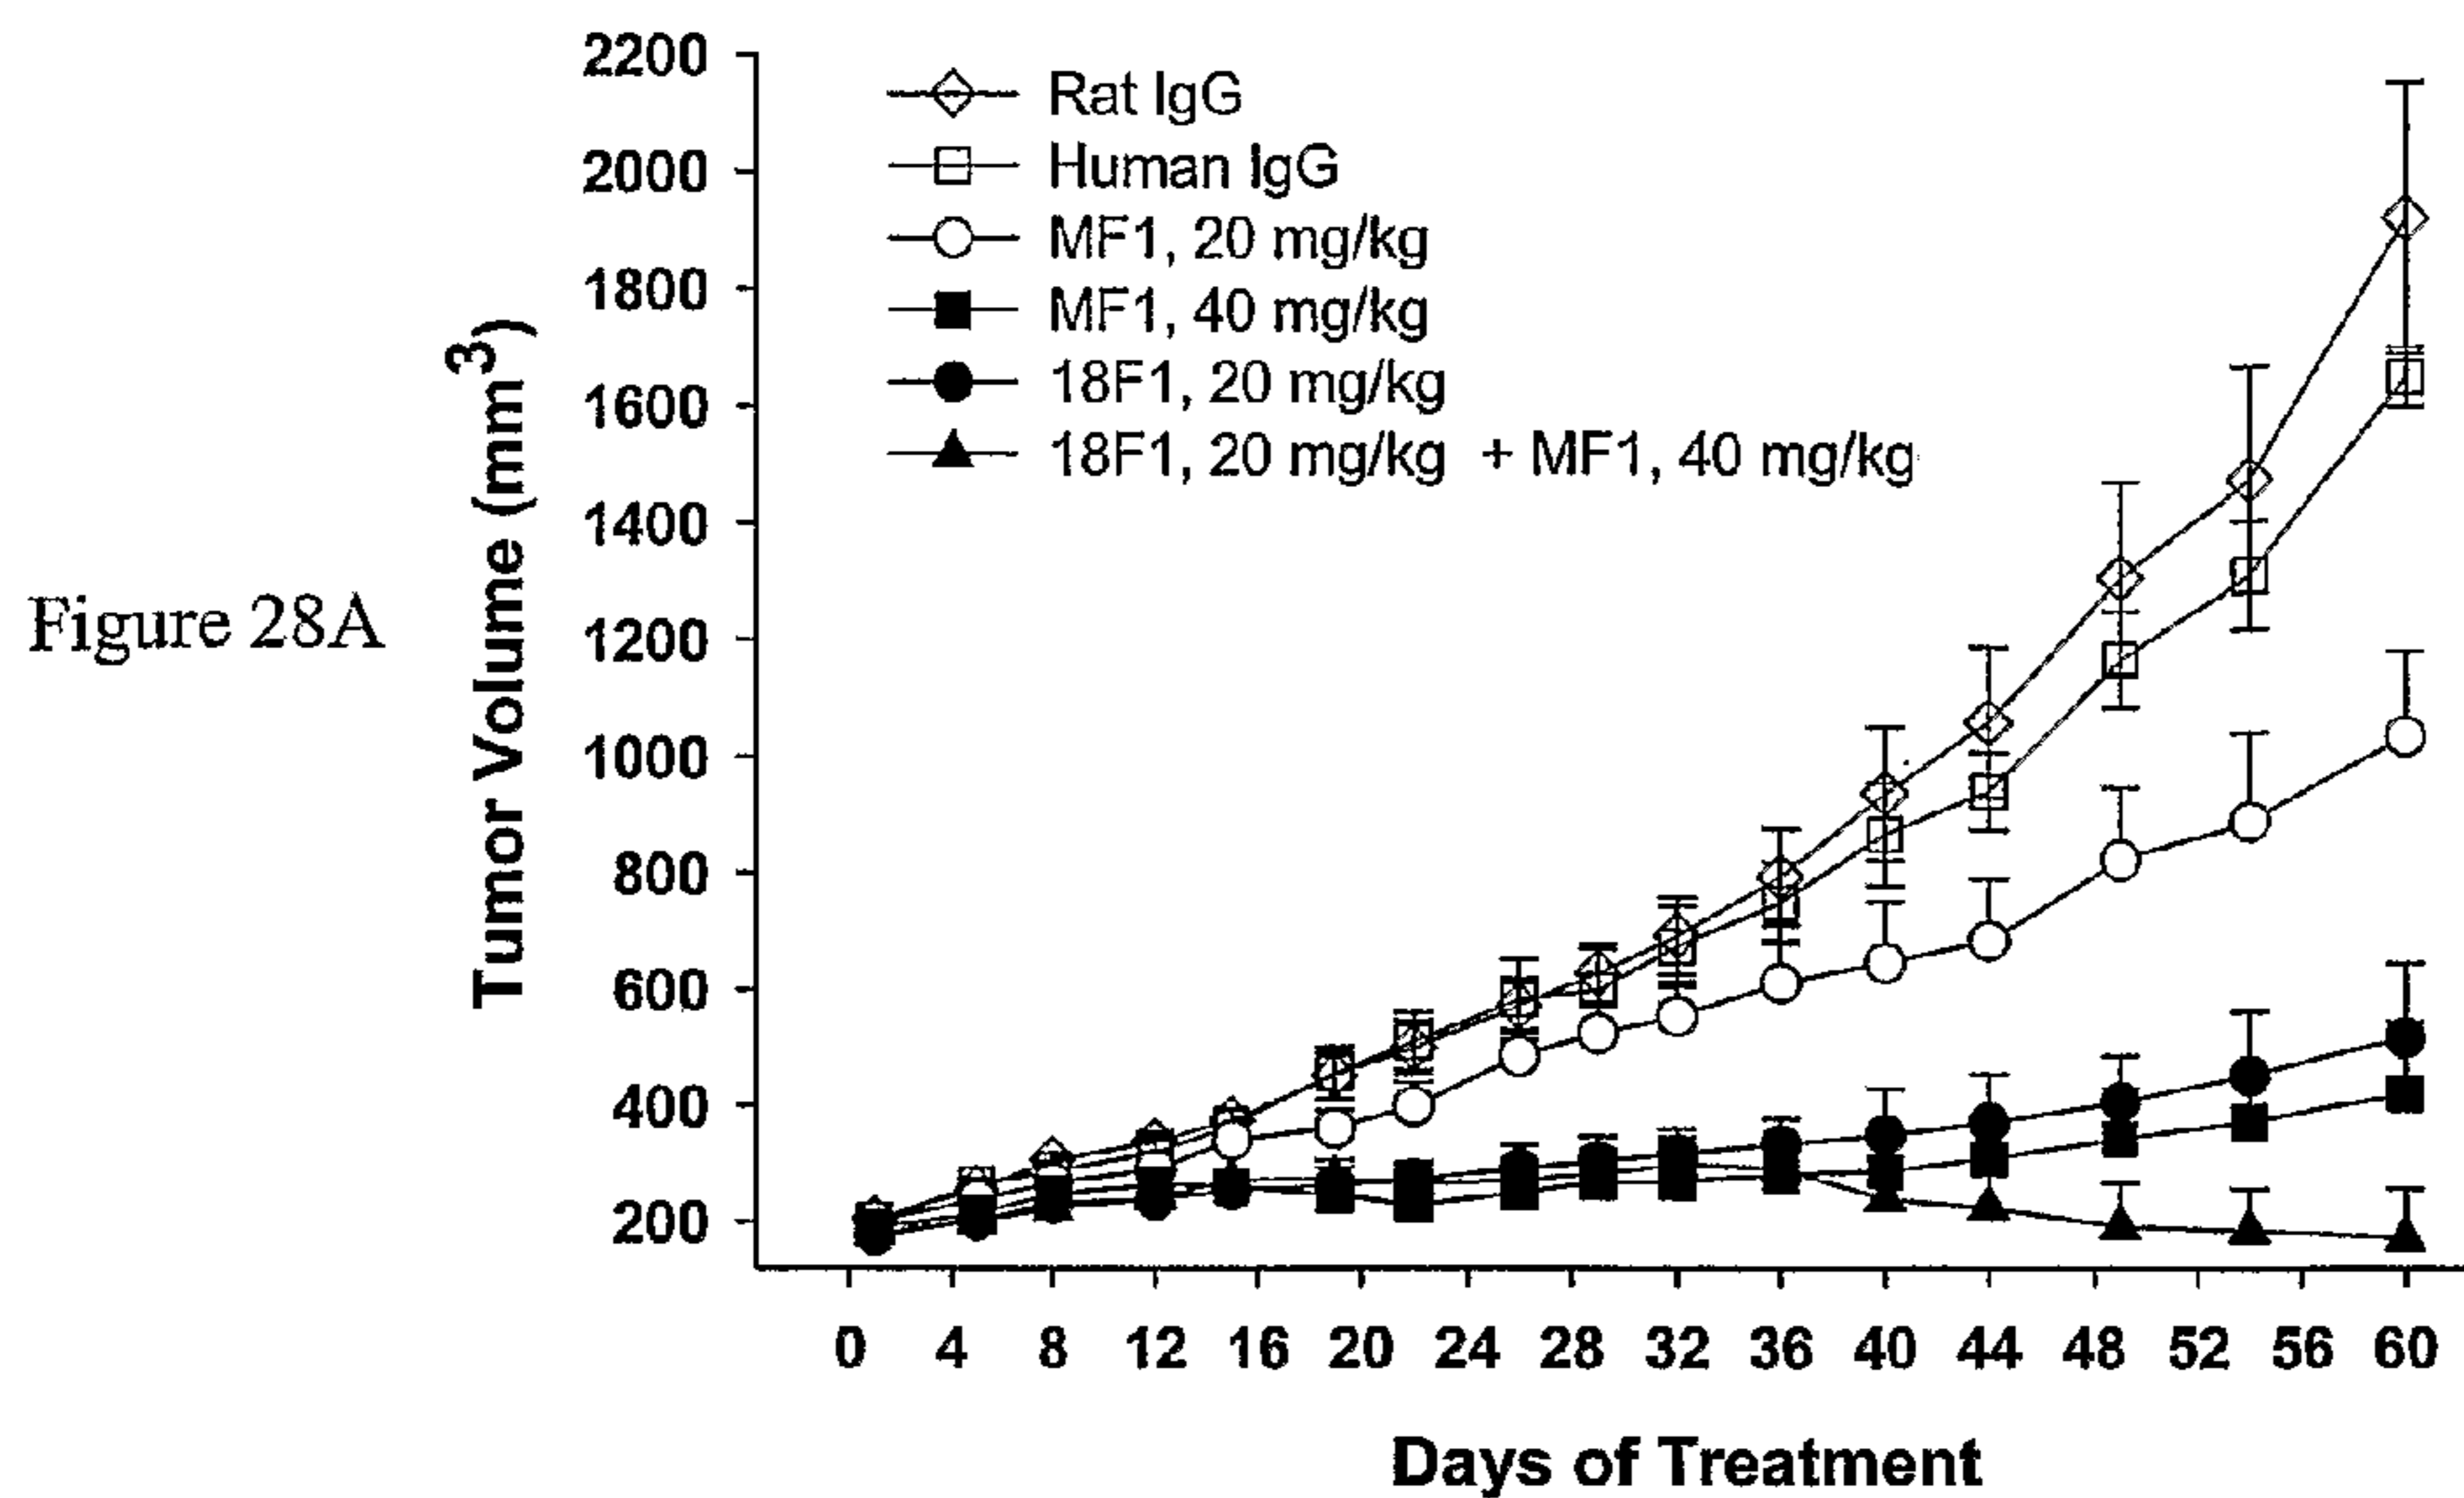 Figure 28A
Tumor Volume (mm³)
2200
2000
1800
1600
1400
1200
1000
800
600
400
200
Rat IgG
Human IgG
MF1, 20 mg/kg
MF1, 40 mg/kg
18F1, 20 mg/kg
18F1, 20 mg/kg + MF1, 40 mg/kg
0 4 8 12 16 20 24 28 32 36 40 44 48 52 56 60
Days of Treatment